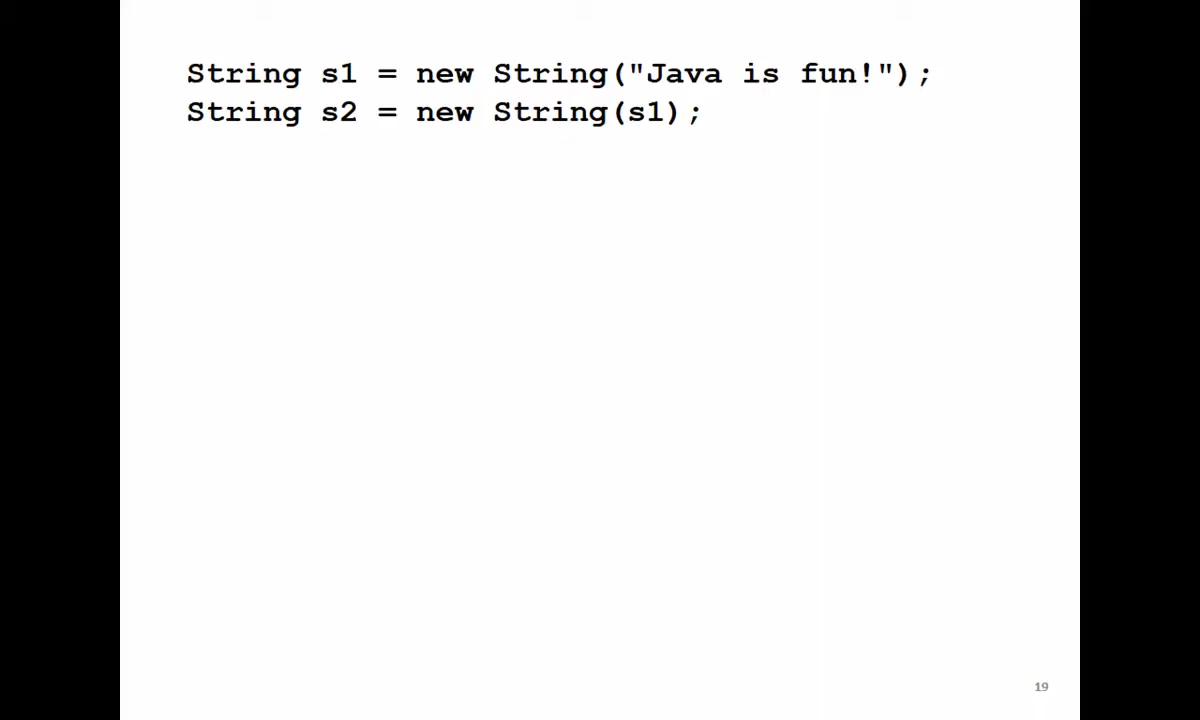 String s1 = new String("Java is fun!");
String s2 = new String(s1);
19